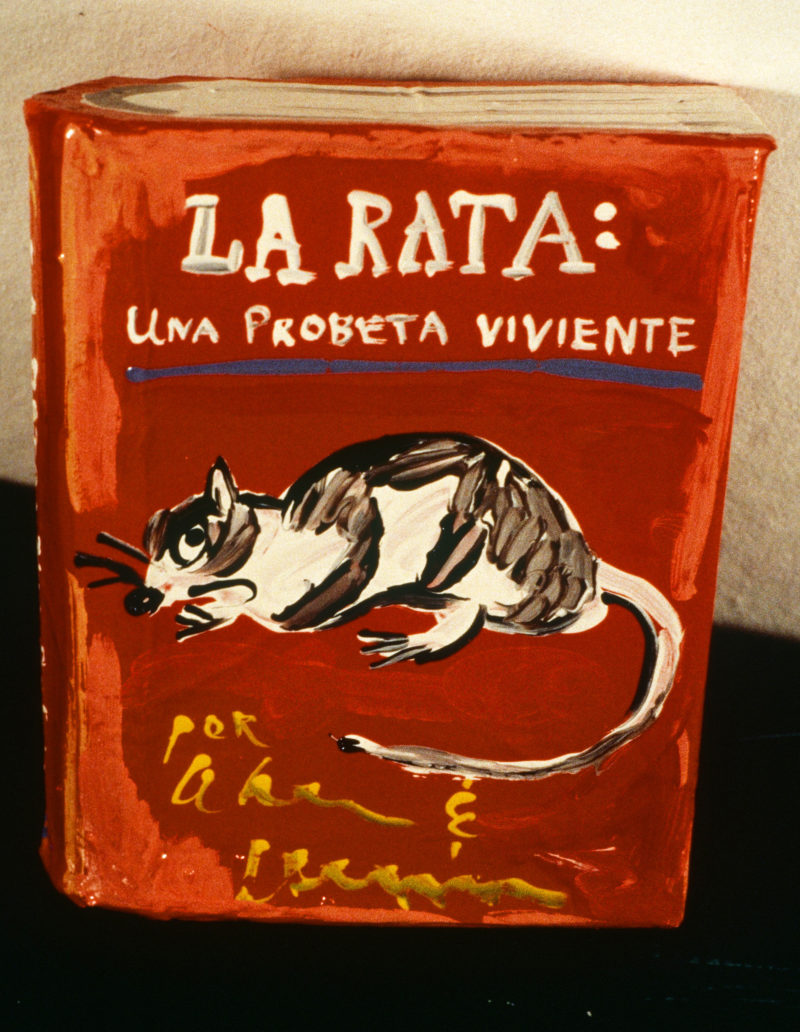 LA RATA:
UNA PROBETA VIVIENTE
por
&